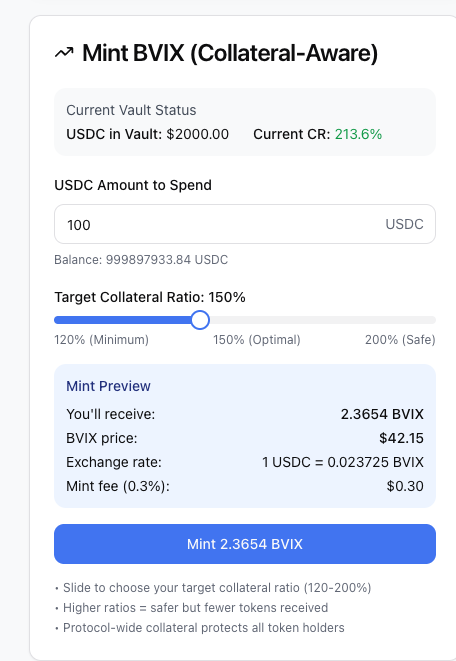 Mint BVIX (Collateral-Aware)
Current Vault Status
USDC in Vault: $2000.00 Current CR: 213.6%
USDC Amount to Spend
100 USDC
Balance: 999897933.84 USDC
Target Collateral Ratio: 150%
120% (Minimum) 150% (Optimal) 200% (Safe)
Mint Preview
You'll receive: 2.3654 BVIX
BVIX price: $42.15
Exchange rate: 1 USDC = 0.023725 BVIX
Mint fee (0.3%): $0.30
Mint 2.3654 BVIX
• Slide to choose your target collateral ratio (120-200%)
• Higher ratios = safer but fewer tokens received
• Protocol-wide collateral protects all token holders